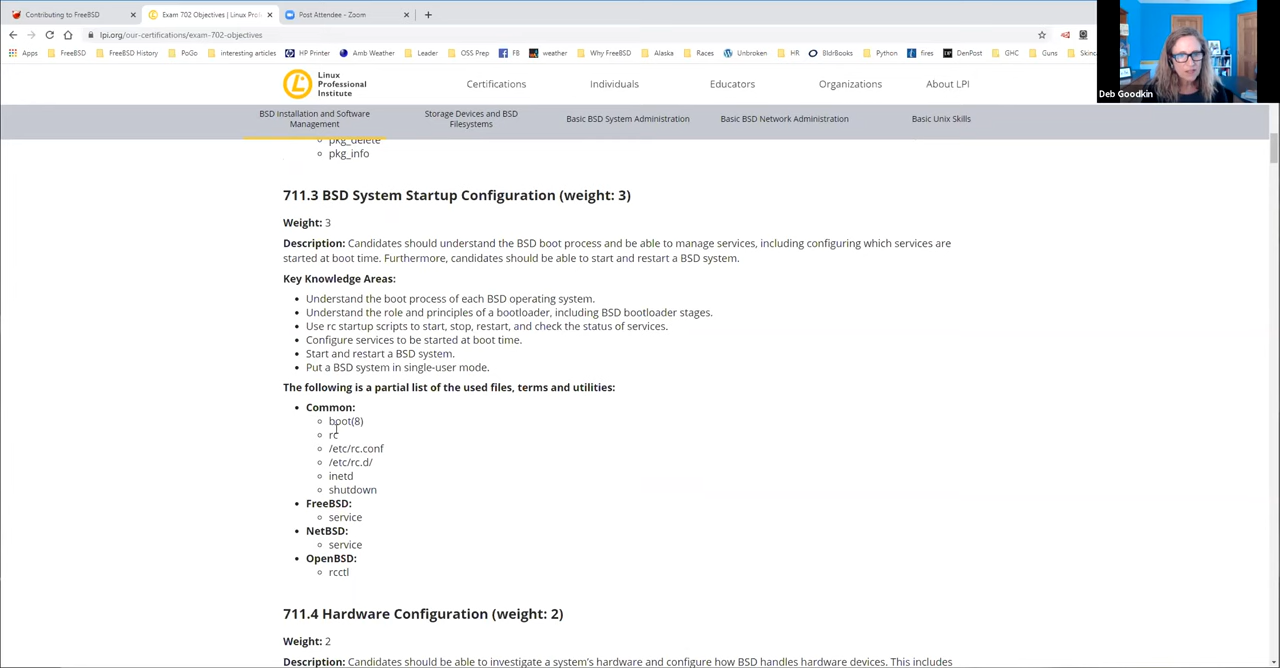 Contributing to FreeBSD
Exam 702 Objectives | Linux Prof
Post Attendee - Zoom
lpi.org/our-certifications/exam-702-objectives
Apps FreeBSD FreeBSD History PoGo interesting articles HP Printer Amb Weather Leader OSS Prep FB weather Why FreeBSD Alaska Races Unbroken HR BldrBooks Python fires DenPost GHC Guns Skinc
Deb Goodkin
Linux
Professional
Institute
Certifications Individuals Educators Organizations About LPI
BSD Installation and Software Management
Storage Devices and BSD Filesystems
Basic BSD System Administration
Basic BSD Network Administration
Basic Unix Skills
pkg_delete
pkg_info
711.3 BSD System Startup Configuration (weight: 3)
Weight: 3
Description: Candidates should understand the BSD boot process and be able to manage services, including configuring which services are
started at boot time. Furthermore, candidates should be able to start and restart a BSD system.
Key Knowledge Areas:
• Understand the boot process of each BSD operating system.
• Understand the role and principles of a bootloader, including BSD bootloader stages.
• Use rc startup scripts to start, stop, restart, and check the status of services.
• Configure services to be started at boot time.
• Start and restart a BSD system.
• Put a BSD system in single-user mode.
The following is a partial list of the used files, terms and utilities:
• Common:
boot(8)
rc
/etc/rc.conf
/etc/rc.d/
inetd
shutdown
• FreeBSD:
service
• NetBSD:
service
• OpenBSD:
rcctl
711.4 Hardware Configuration (weight: 2)
Weight: 2
Description: Candidates should be able to investigate a system's hardware and configure how BSD handles hardware devices. This includes